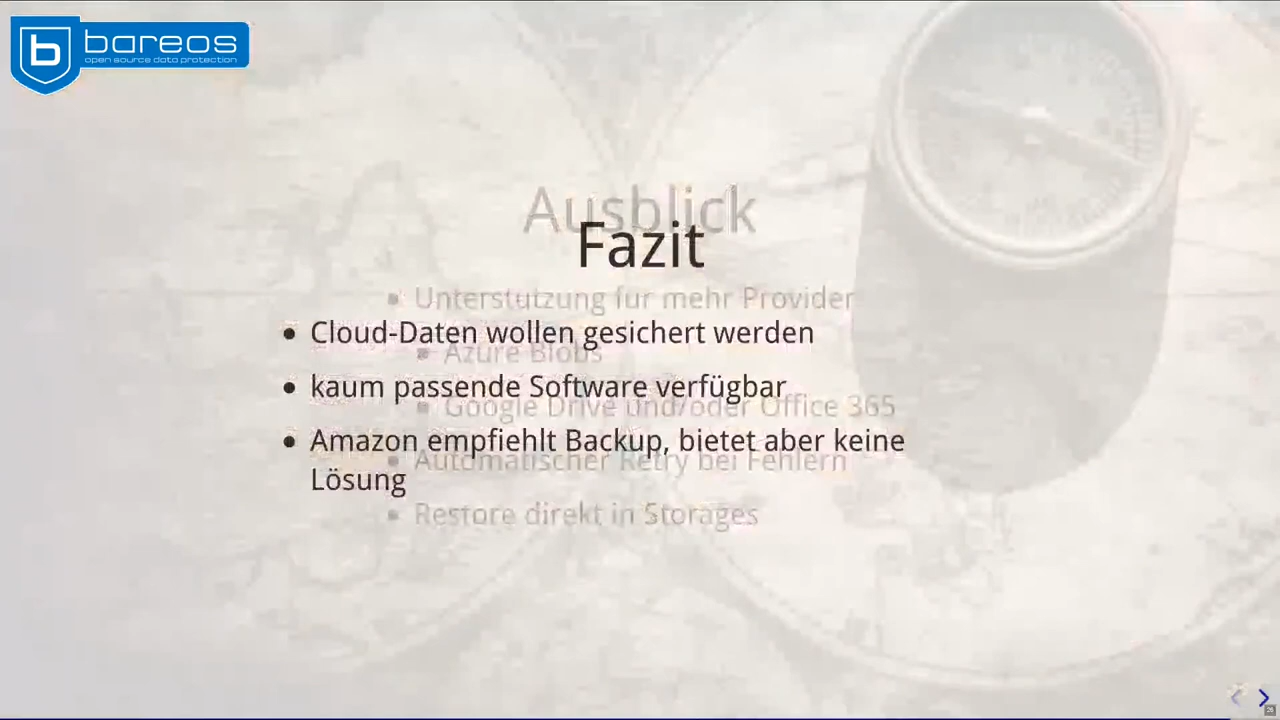 bareos
open source data protection
Ausblick
Fazit
Unterstützung für mehr Provider
Cloud-Daten wollen gesichert werden
Azure Blobs
kaum passende Software verfügbar
Google Drive und/oder Office 365
Amazon empfiehlt Backup, bietet aber keine
Automatischer Retry bei Fehlern
Lösung
Restore direkt in Storages